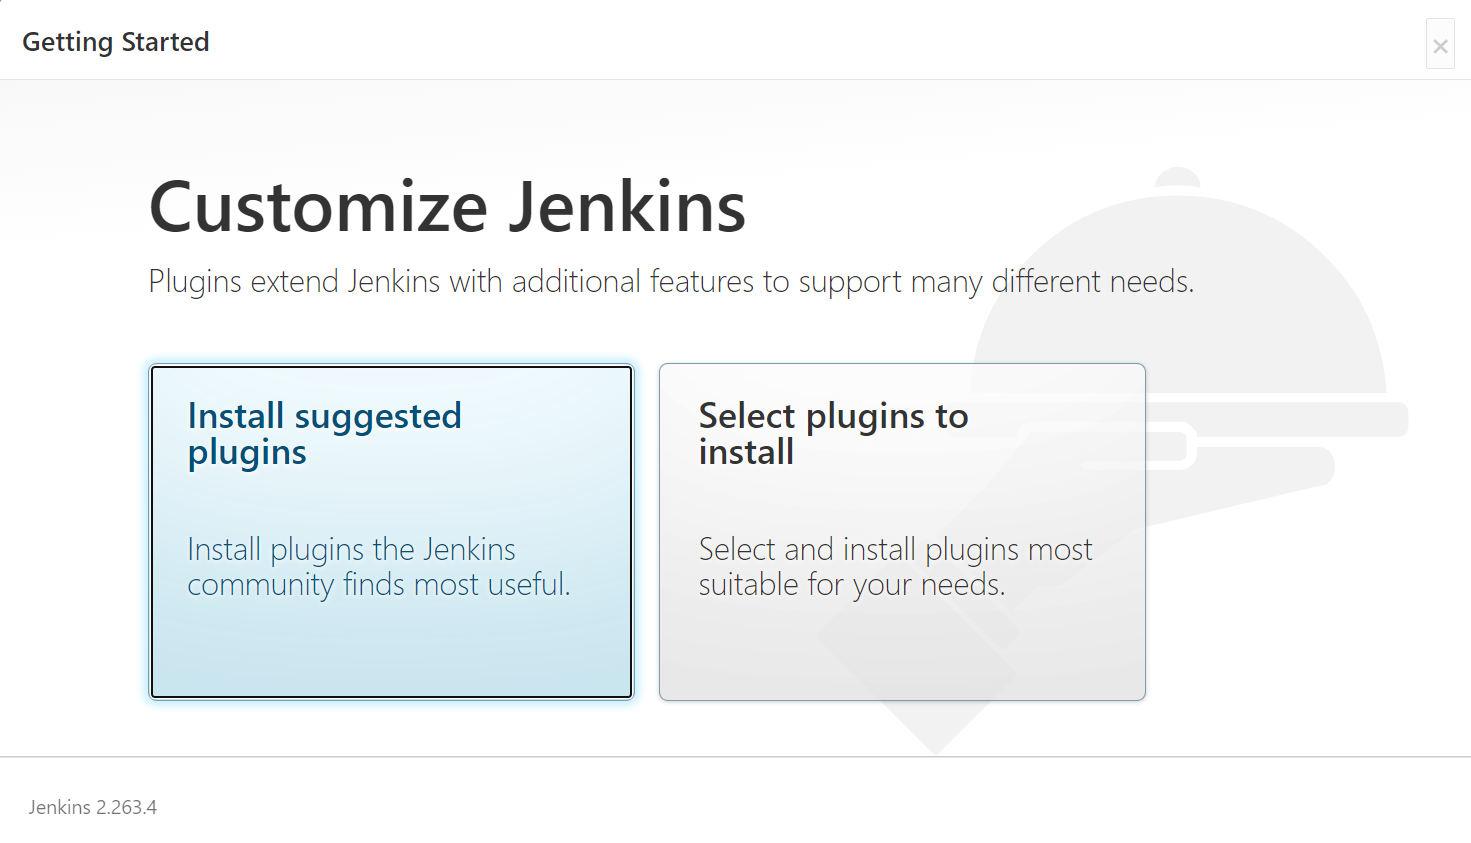 Getting Started
×
Customize Jenkins
Plugins extend Jenkins with additional features to support many different needs.
Install suggested
plugins
Install plugins the Jenkins
community finds most useful.
Select plugins to
install
Select and install plugins most
suitable for your needs.
Jenkins 2.263.4